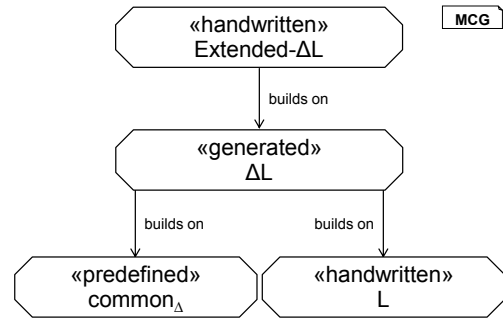 «handwritten»
Extended-ΔL
MCG
builds on
«generated»
ΔL
builds on
builds on
«predefined»
commonΔ
«handwritten»
L